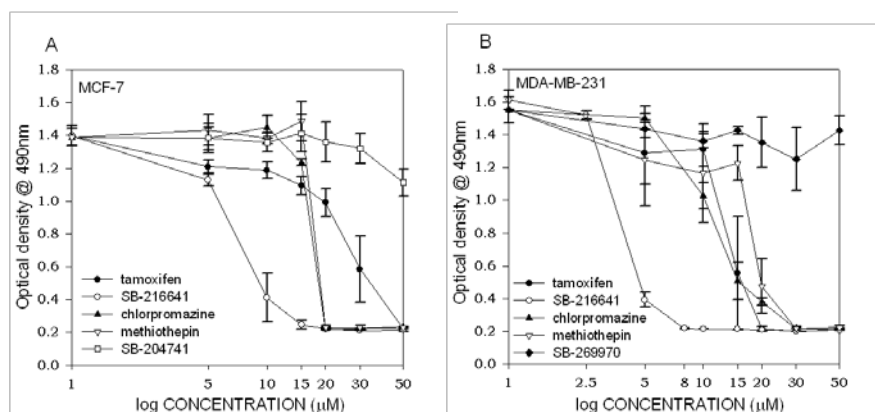 A
MCF-7
Optical density @ 490nm
1.8
1.6
1.4
1.2
1.0
0.8
0.6
0.4
0.2
0.0
tamoxifen
SB-216641
chlorpromazine
methiothepin
SB-204741
1
5
10
15
20
30
50
log CONCENTRATION (μM)
B
MDA-MB-231
Optical density @ 490nm
1.8
1.6
1.4
1.2
1.0
0.8
0.6
0.4
0.2
0.0
tamoxifen
SB-216641
chlorpromazine
methiothepin
SB-269970
1
2.5
5
8
10
15
20
30
50
log CONCENTRATION (μM)